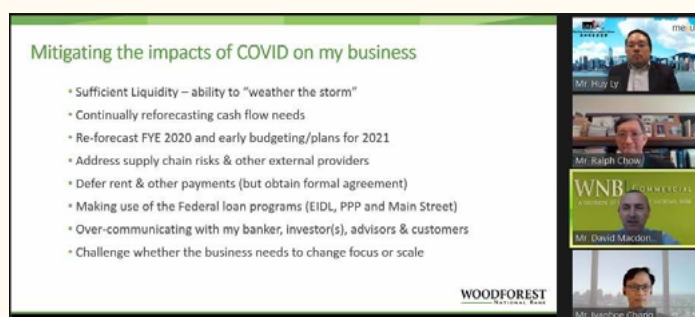 Mitigating the impacts of COVID on my business
• Sufficient Liquidity – ability to “weather the storm”
• Continually reforecasting cash flow needs
• Re-forecast FYE 2020 and early budgeting/plans for 2021
• Address supply chain risks & other external providers
• Defer rent & other payments (but obtain formal agreement)
• Making use of the Federal loan programs (EIDL, PPP and Main Street)
• Over-communicating with my banker, investor(s), advisors & customers
• Challenge whether the business needs to change focus or scale
WOODFOREST
NATIONAL BANK
Mr. Huy Ly
Mr. Ralph Chow
WNB COMMERCIAL
Mr. David Macdon...
Mr. Ivanhoe Chang